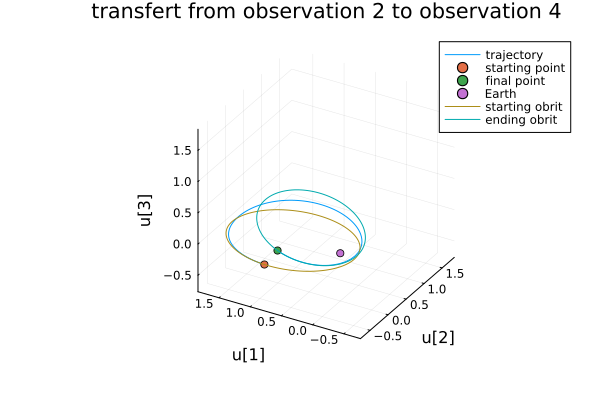 transfert from observation 2 to observation 4
trajectory
starting point
final point
Earth
starting obrit
ending obrit
1.5
1.0
0.5
0.0
−0.5
u[3]
1.5
1.0
0.5
0.0
−0.5
u[1]
−0.5
0.0
0.5
1.0
1.5
u[2]